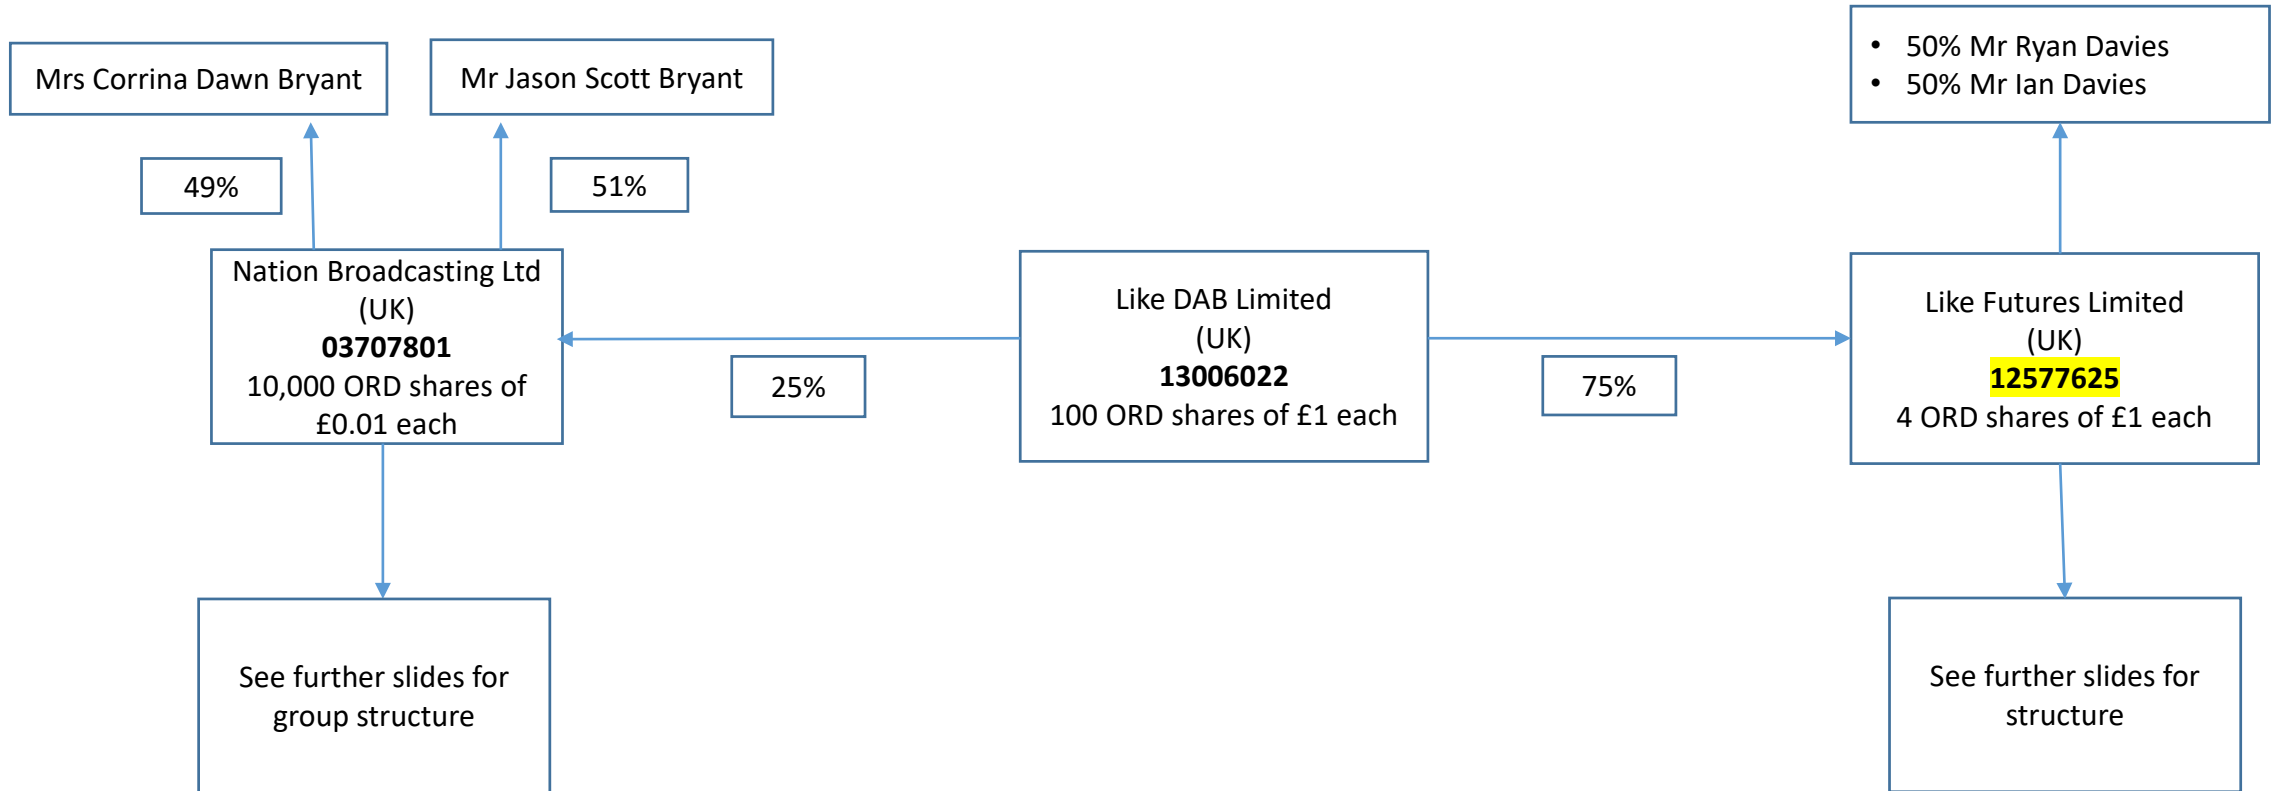 Mrs Corrina Dawn Bryant
Mr Jason Scott Bryant
• 50% Mr Ryan Davies
• 50% Mr Ian Davies
49%
51%
Nation Broadcasting Ltd
(UK)
03707801
10,000 ORD shares of
£0.01 each
25%
Like DAB Limited
(UK)
13006022
100 ORD shares of £1 each
75%
Like Futures Limited
(UK)
12577625
4 ORD shares of £1 each
See further slides for
group structure
See further slides for
structure